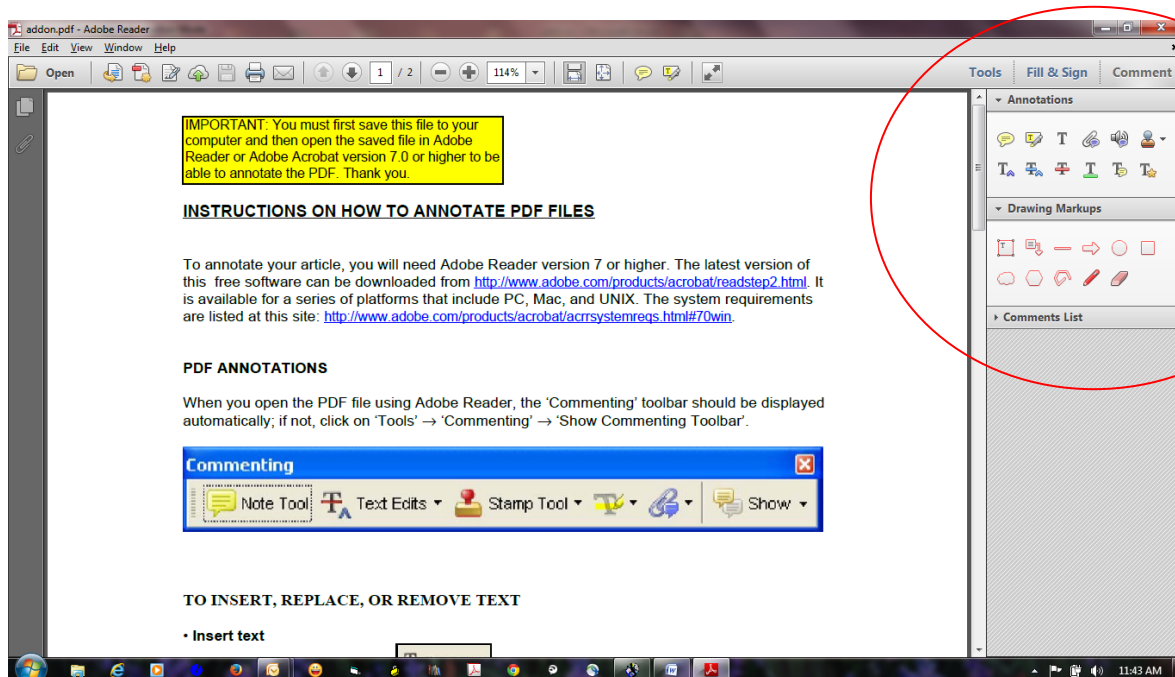 addon.pdf - Adobe Reader
File Edit View Window Help
Open 1 / 2 114% Tools Fill & Sign Comment
Annotations
T
Drawing Markups
Comments List
IMPORTANT: You must first save this file to your
computer and then open the saved file in Adobe
Reader or Adobe Acrobat version 7.0 or higher to be
able to annotate the PDF. Thank you.
INSTRUCTIONS ON HOW TO ANNOTATE PDF FILES
To annotate your article, you will need Adobe Reader version 7 or higher. The latest version of
this free software can be downloaded from http://www.adobe.com/products/acrobat/readstep2.html. It
is available for a series of platforms that include PC, Mac, and UNIX. The system requirements
are listed at this site: http://www.adobe.com/products/acrobat/acrrsystemreqs.html#70win.
PDF ANNOTATIONS
When you open the PDF file using Adobe Reader, the ‘Commenting’ toolbar should be displayed
automatically; if not, click on ‘Tools’ → ‘Commenting’ → ‘Show Commenting Toolbar’.
Commenting
Note Tool Text Edits Stamp Tool Show
TO INSERT, REPLACE, OR REMOVE TEXT
• Insert text
11:43 AM